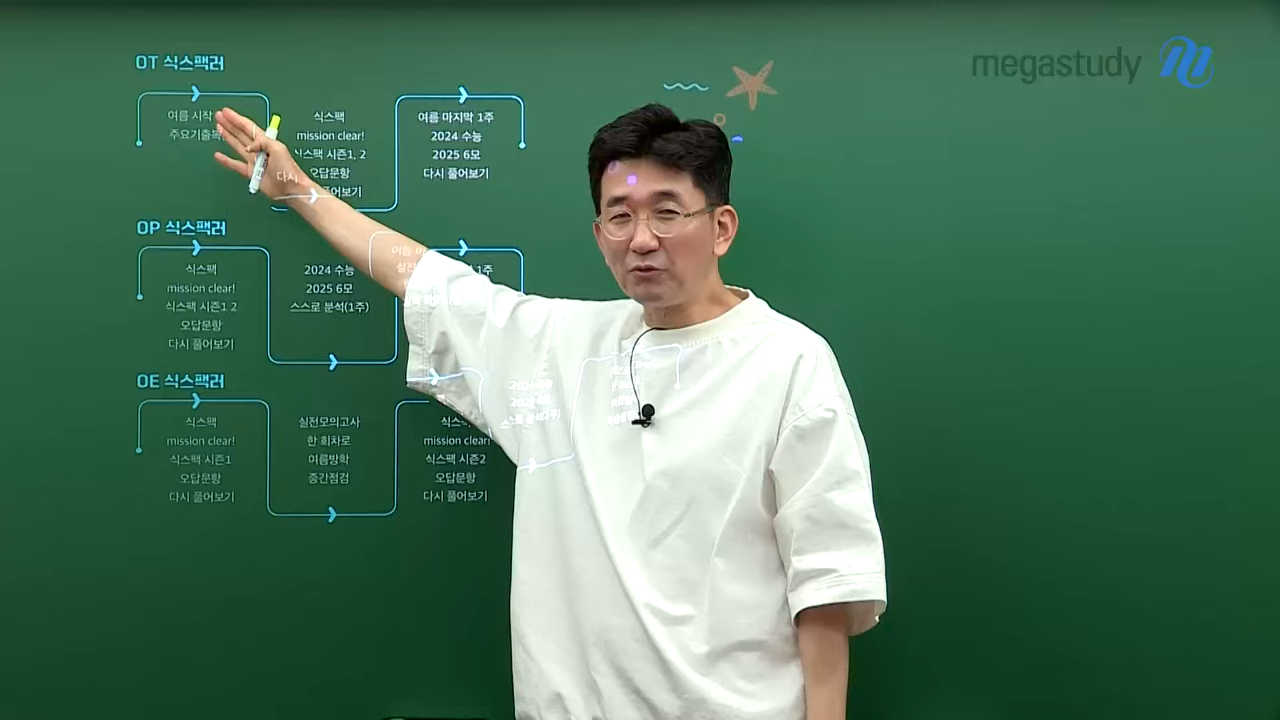 megastudy
OT 식스팩러
여름 시작
주요기출
식스팩
mission clear!
식스팩 시즌1, 2
오답문항
다시 풀어보기
여름 마지막 1주
2024 수능
2025 6모
다시 풀어보기
OP 식스팩러
식스팩
mission clear!
식스팩 시즌1 2
오답문항
다시 풀어보기
2024 수능
2025 6모
스스로 분석(1주)
1주
OE 식스팩러
식스팩
mission clear!
식스팩 시즌1
오답문항
다시 풀어보기
실전모의고사
한 회차로
여름방학
중간점검
mission clear!
식스팩 시즌2
오답문항
다시 풀어보기